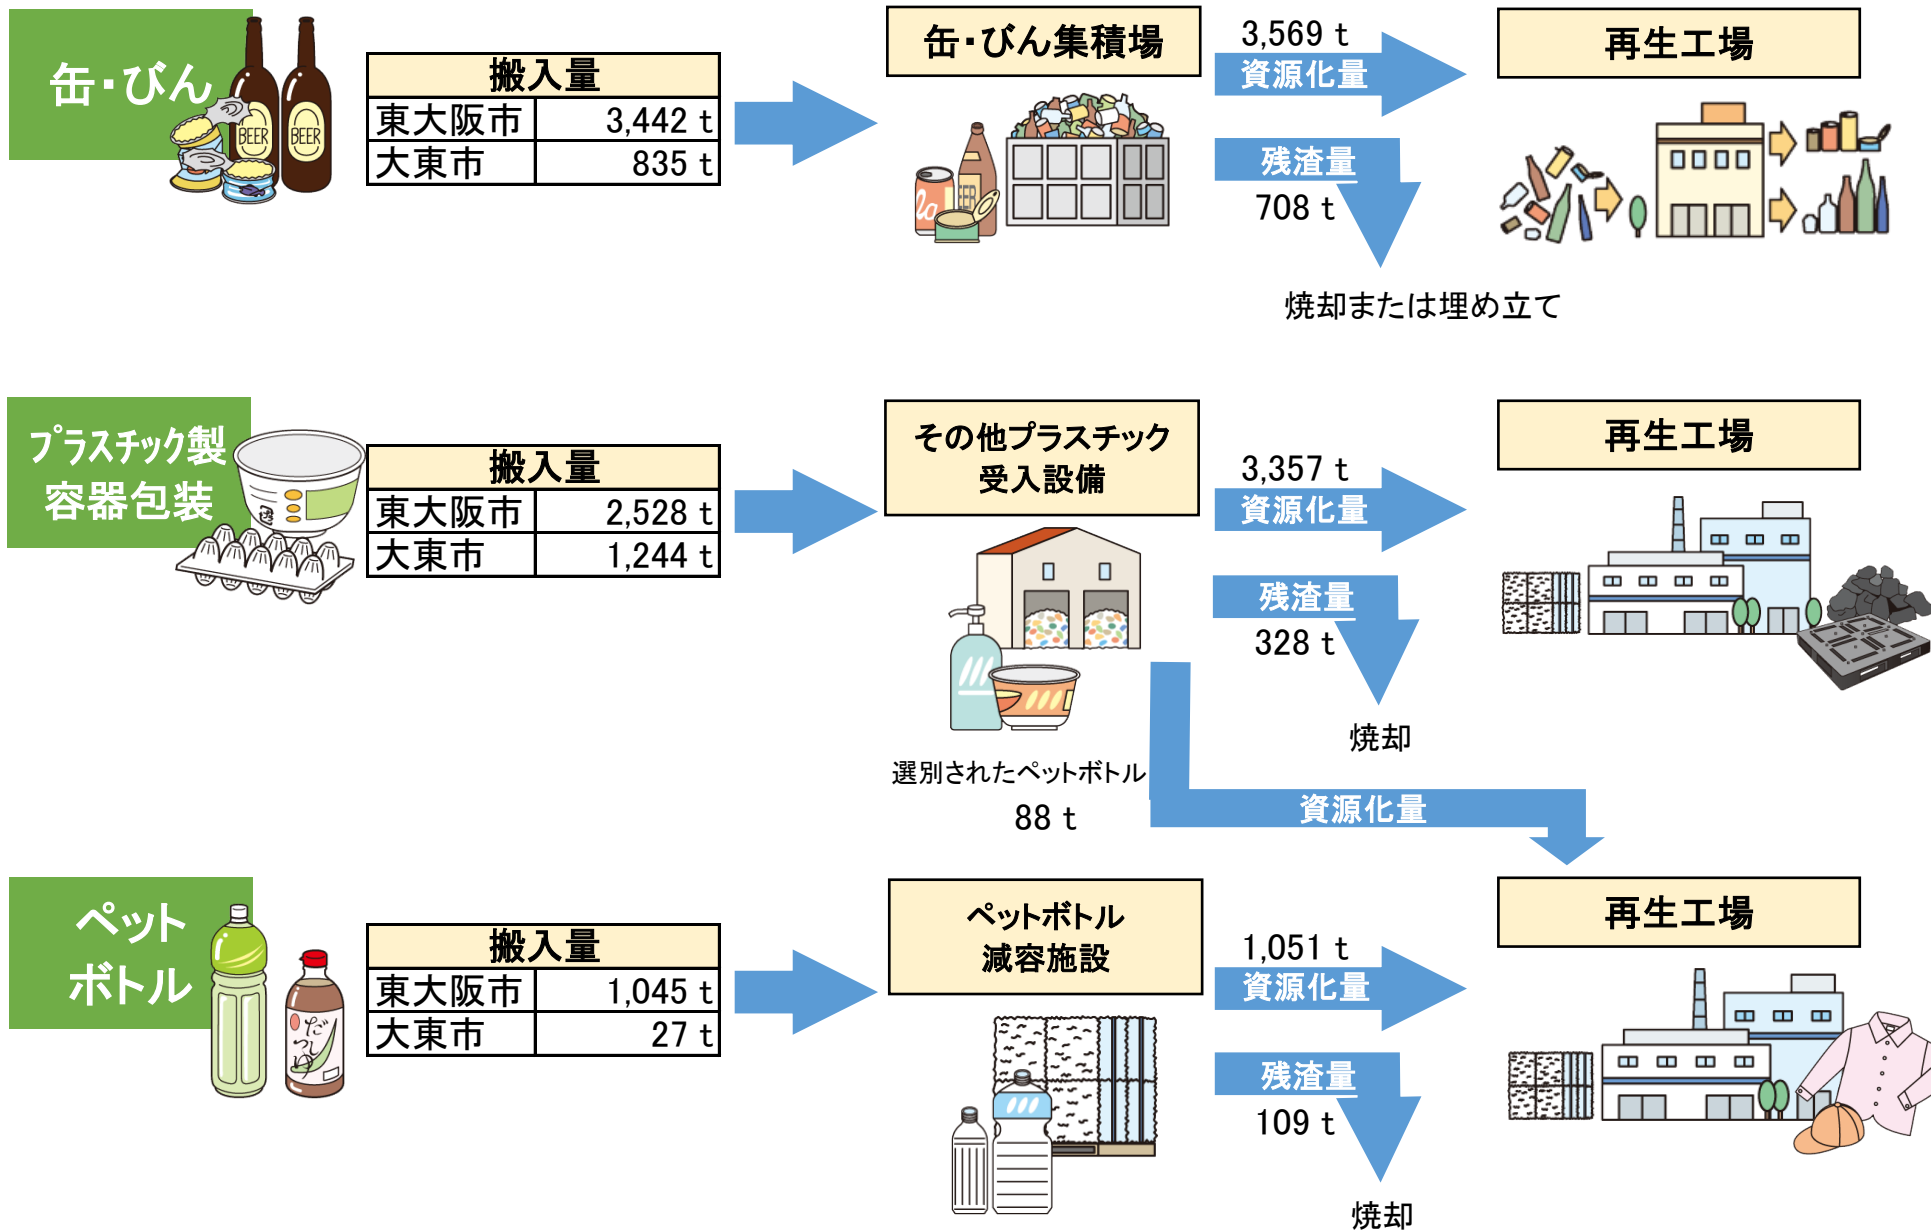 缶・びん
BEER
BEER
搬入量
東大阪市 3,442 t
大東市 835 t
缶・びん集積場
la
BEER
3,569 t
資源化量
残渣量
708 t
焼却または埋め立て
再生工場
プラスチック製
容器包装
搬入量
東大阪市 2,528 t
大東市 1,244 t
その他プラスチック
受入設備
3,357 t
資源化量
残渣量
328 t
焼却
再生工場
選別されたペットボトル
88 t
資源化量
ペット
ボトル
だし
つゆ
搬入量
東大阪市 1,045 t
大東市 27 t
ペットボトル
減容施設
1,051 t
資源化量
残渣量
109 t
焼却
再生工場